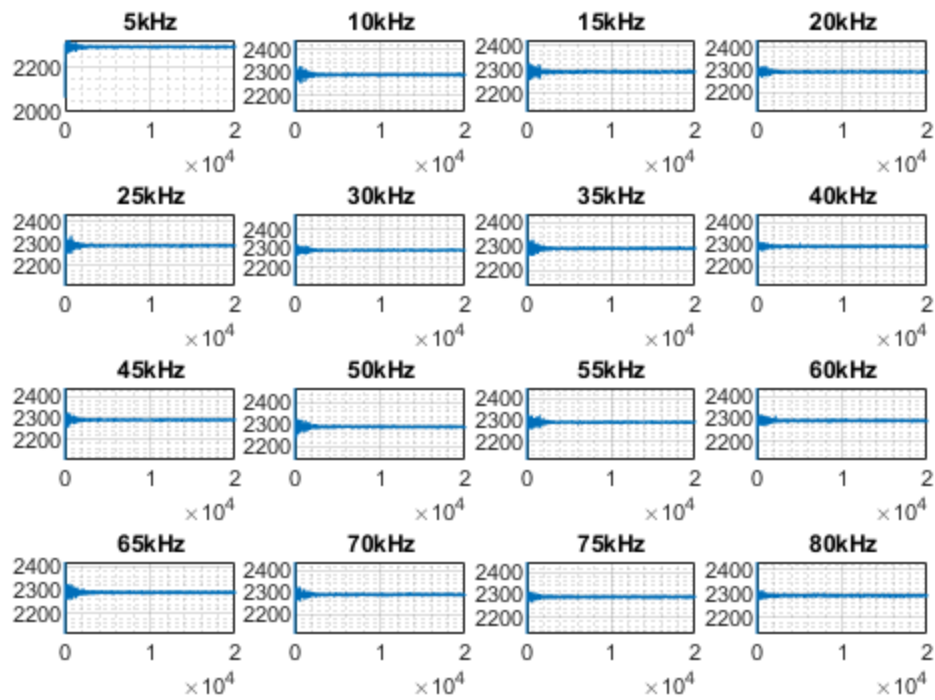 5kHz 10kHz 15kHz 20kHz
2200 2000 2400 2300 2200 2400 2300 2200 2400 2300 2200
0 1 2 0 1 2 0 1 2 0 1 2
×10^4 ×10^4 ×10^4 ×10^4
25kHz 30kHz 35kHz 40kHz
2400 2300 2200 2400 2300 2200 2400 2300 2200 2400 2300 2200
0 1 2 0 1 2 0 1 2 0 1 2
×10^4 ×10^4 ×10^4 ×10^4
45kHz 50kHz 55kHz 60kHz
2400 2300 2200 2400 2300 2200 2400 2300 2200 2400 2300 2200
0 1 2 0 1 2 0 1 2 0 1 2
×10^4 ×10^4 ×10^4 ×10^4
65kHz 70kHz 75kHz 80kHz
2400 2300 2200 2400 2300 2200 2400 2300 2200 2400 2300 2200
0 1 2 0 1 2 0 1 2 0 1 2
×10^4 ×10^4 ×10^4 ×10^4